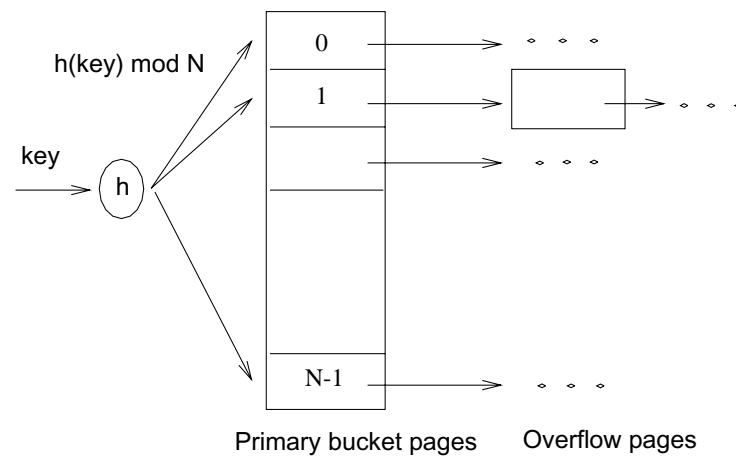 0
h(key) mod N
1
key
h
N-1
Primary bucket pages
Overflow pages